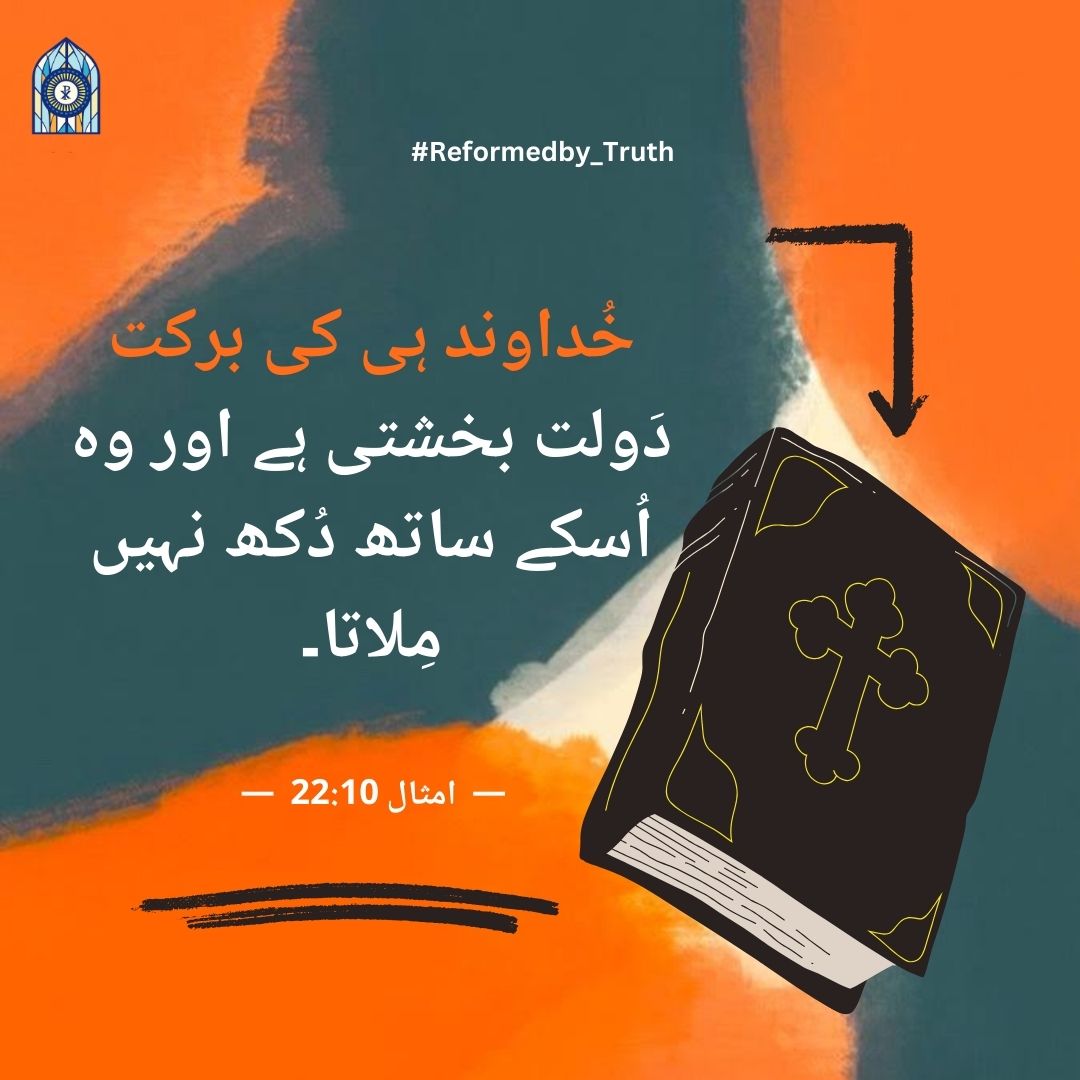 #Reformedby_Truth
خُداوند ہی کی برکت
دَولت بخشتی ہے اور وہ
اُسکے ساتھ دُکھ نہیں
مِلاتا۔
— امثال 22:10 —